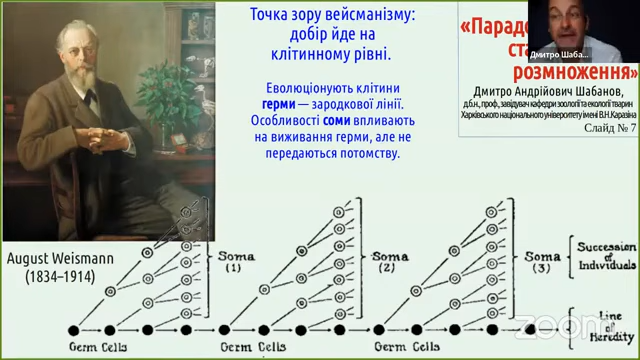 Точка зору вейсманізму:
добір йде на
клітинному рівні.
Еволюціонують клітини
герми — зародкової лінії.
Особливості соми впливають
на виживання герми, але не
передаються потомству.
розмноження»
Дмитро Шаба...
Дмитро Андрійович Шабанов,
д.б.н., проф., завідувач кафедри зоології та екології тварин
Харківського національного університету імені В.Н.Каразіна
Слайд № 7
August Weismann
(1834–1914)
Soma
(1)
Soma
(2)
Soma
(3)
Succession
of
Individuals
Line
of
Heredity
Germ Cells
Germ Cells
Germ Cells
zoom